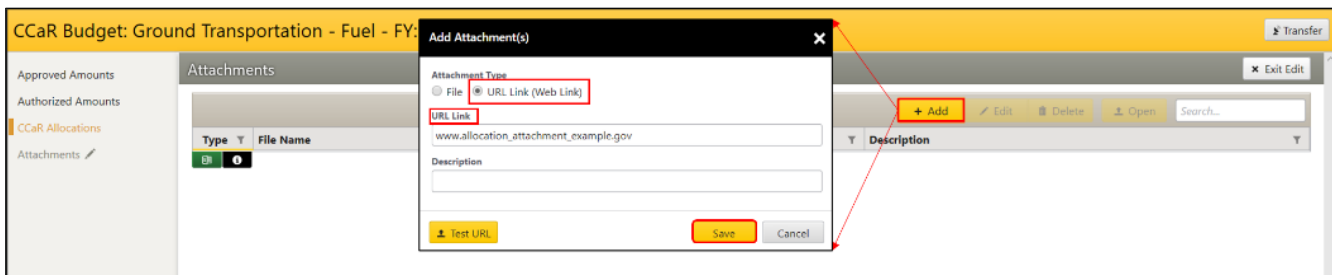 CCaR Budget: Ground Transportation - Fuel - FY:
Transfer
Approved Amounts
Authorized Amounts
CCaR Allocations
Attachments
Attachments
Exit Edit
+ Add
Edit
Delete
Open
Search...
Type
File Name
Description
Add Attachment(s)
Attachment Type
File
URL Link (Web Link)
URL Link
www.allocation_attachment_example.gov
Description
Test URL
Save
Cancel